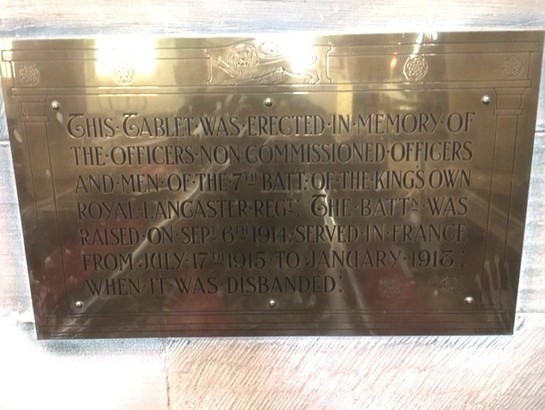 THIS·TABLET·WAS·ERECTED·IN·MEMORY·OF
THE·OFFICERS·NON·COMMISSIONED·OFFICERS
AND·MEN·OF·THE·7TH·BATT:·OF·THE·KING'S·OWN
ROYAL·LANCASTER·REGT· THE·BATTN·WAS
RAISED·ON·SEPT·6TH·1914:·SERVED·IN·FRANCE
FROM·JULY·17TH·1915·TO·JANUARY·1918:
WHEN·IT·WAS·DISBANDED: